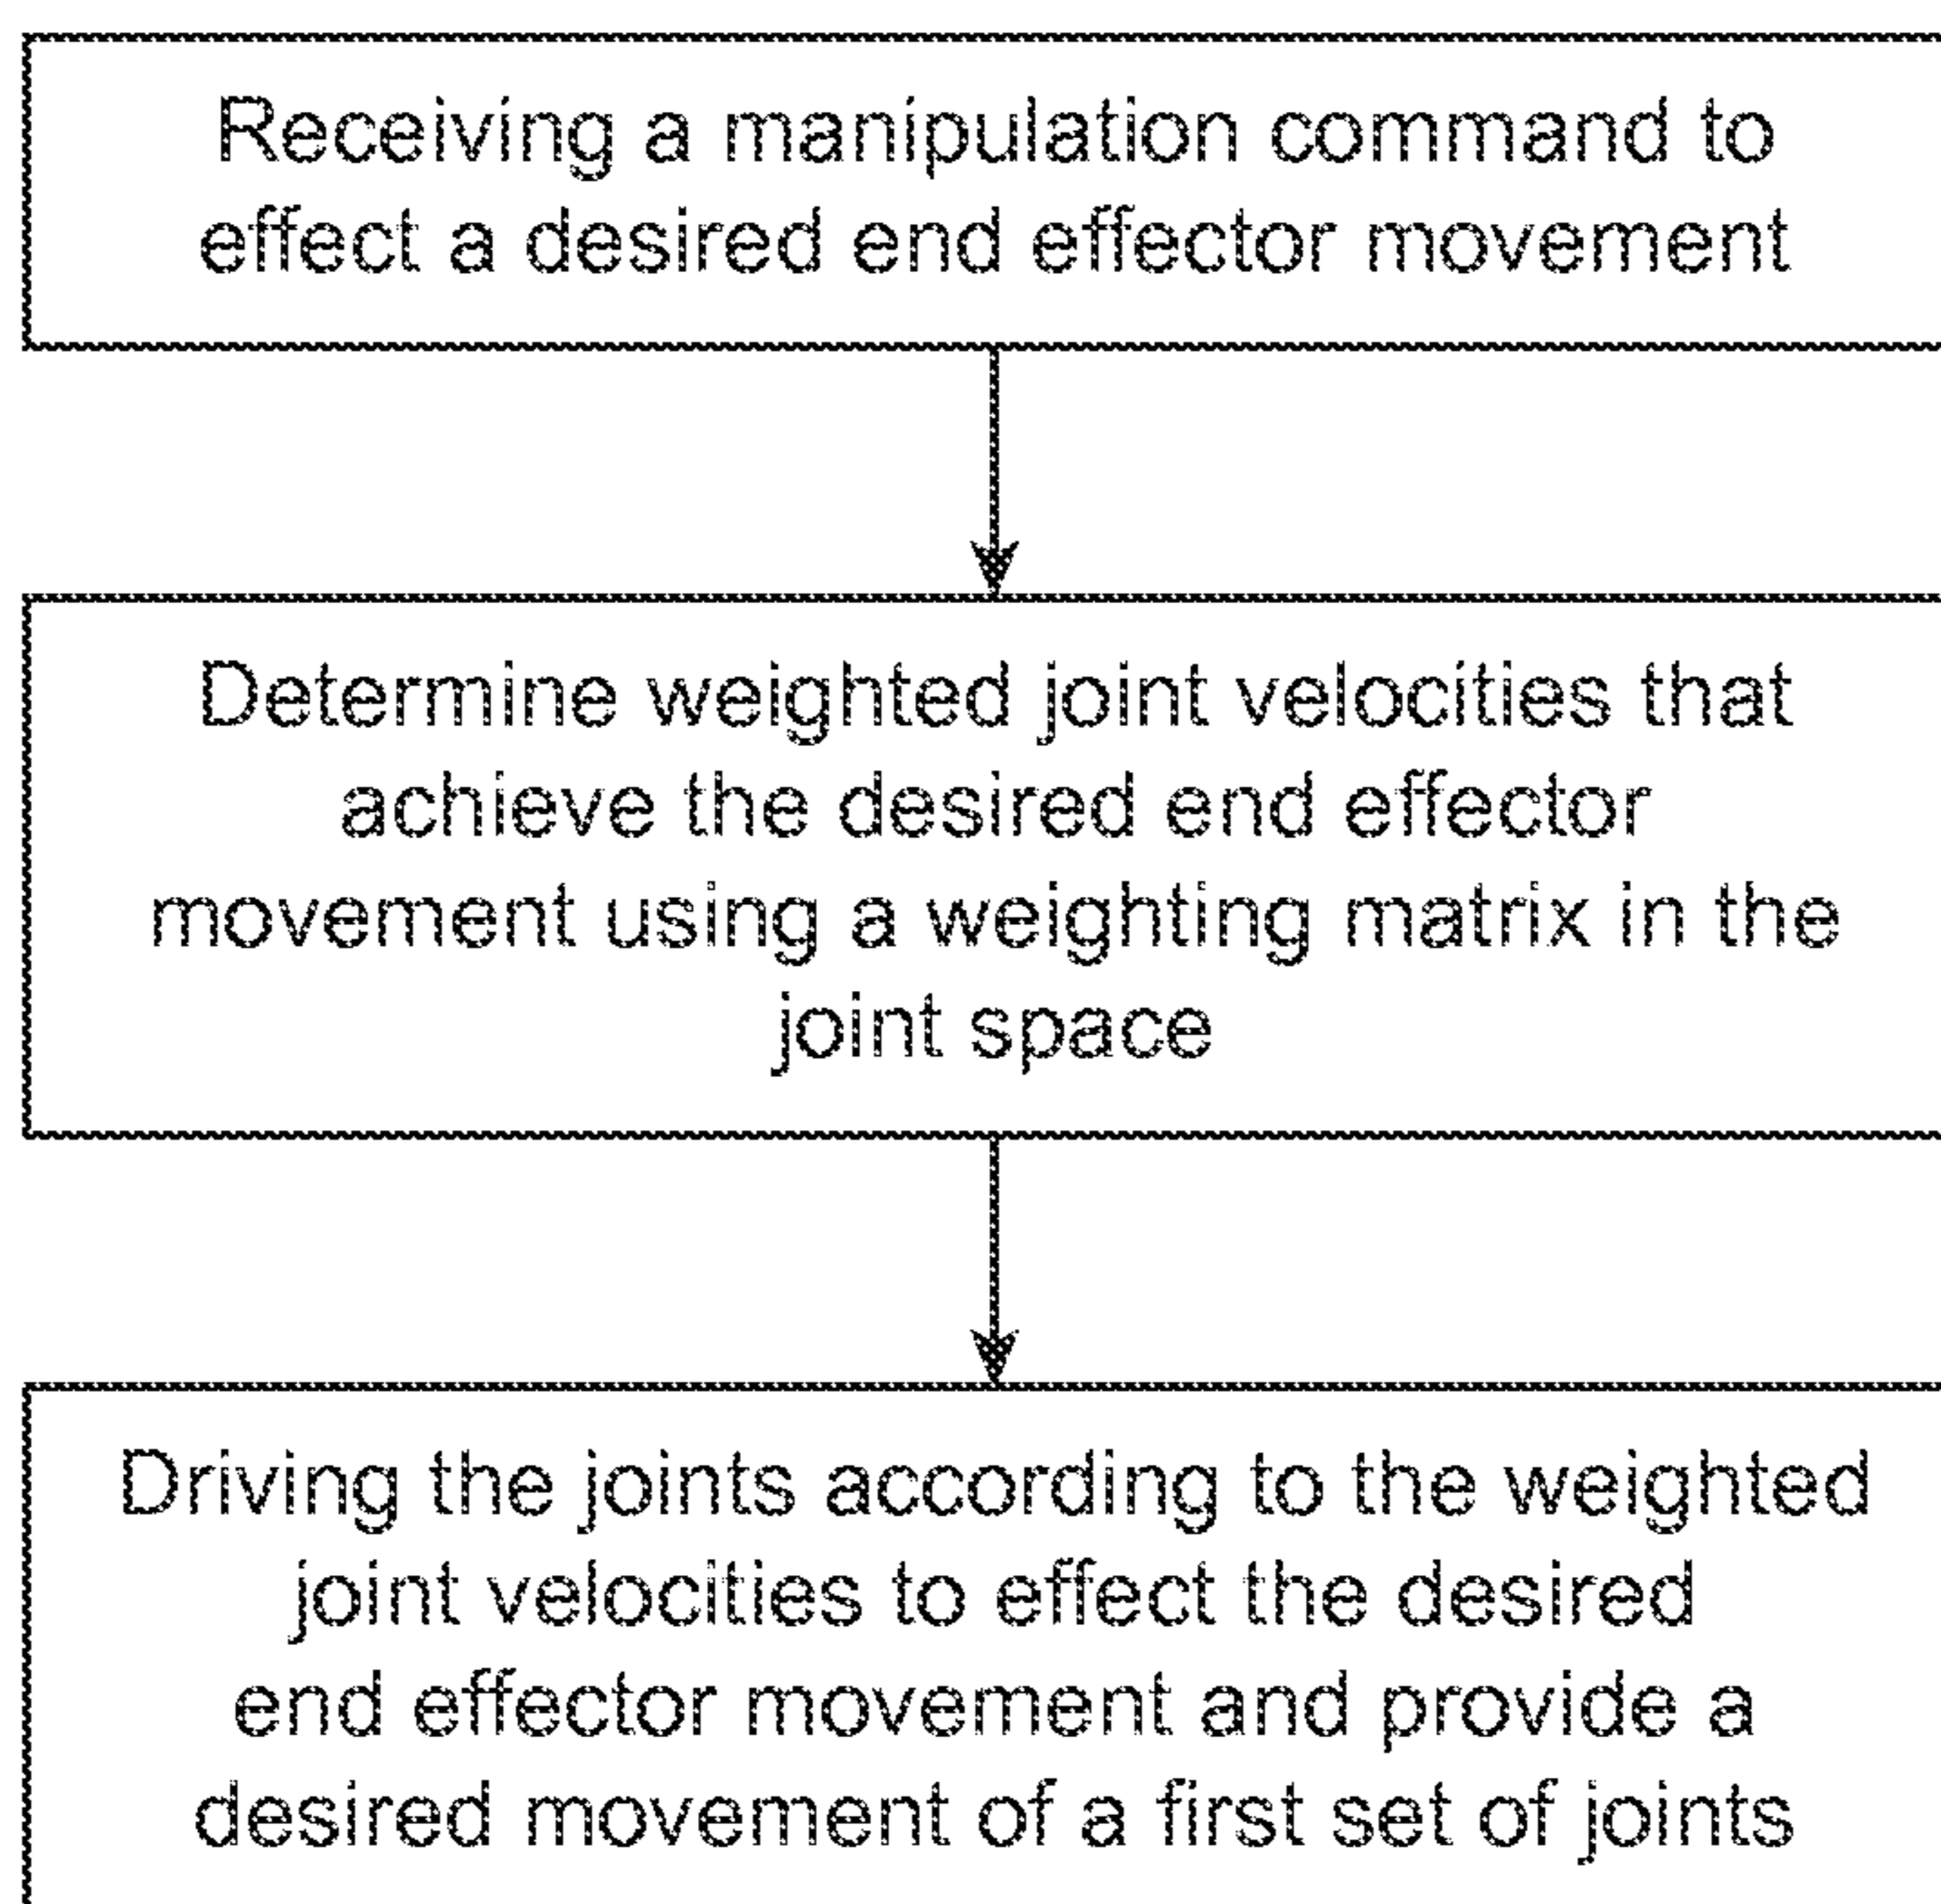 Receiving a manipulation command to
effect a desired end effector movement
Determine weighted joint velocities that
achieve the desired end effector
movement using a weighting matrix in the
joint space
Driving the joints according to the weighted
joint velocities to effect the desired
end effector movement and provide a
desired movement of a first set of joints